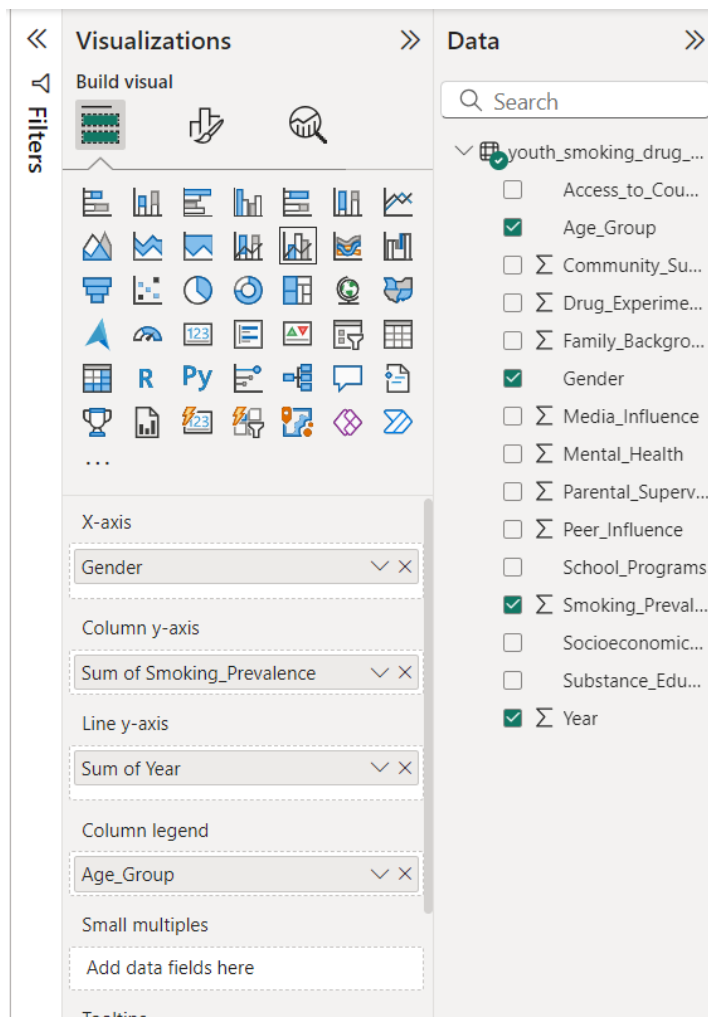 Visualizations
Build visual
Filters
123
R
Py
123
...
X-axis
Gender
Column y-axis
Sum of Smoking_Prevalence
Line y-axis
Sum of Year
Column legend
Age_Group
Small multiples
Add data fields here
Data
Search
youth_smoking_drug_...
Access_to_Cou...
Age_Group
Σ Community_Su...
Σ Drug_Experime...
Σ Family_Backgro...
Gender
Σ Media_Influence
Σ Mental_Health
Σ Parental_Superv...
Σ Peer_Influence
School_Programs
Σ Smoking_Preval...
Socioeconomic...
Substance_Edu...
Σ Year